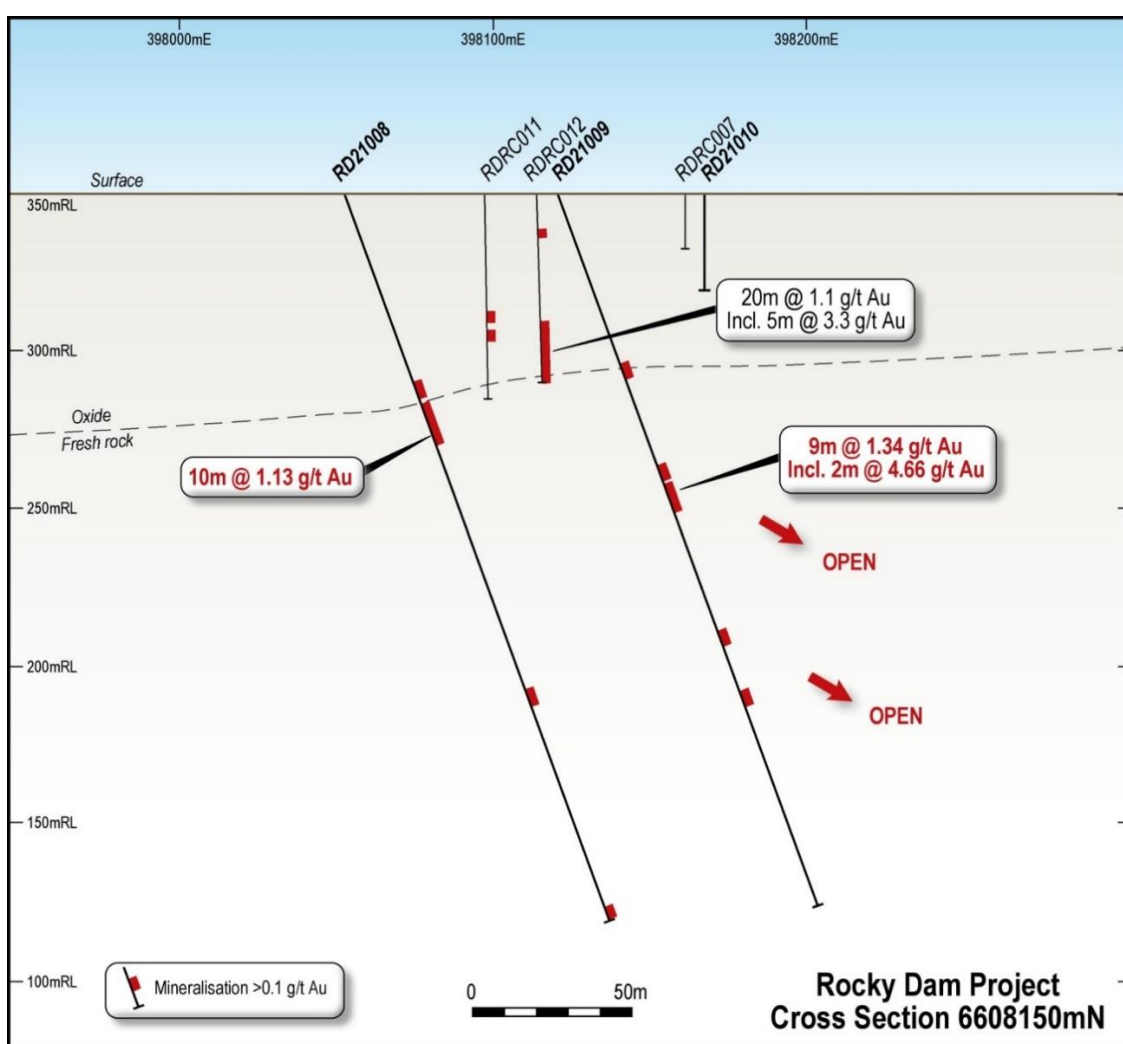 398000mE
398100mE
398200mE
RD21008
RDRC011
RDRC012
RD21009
RDRC007
RD21010
Surface
350mRL
20m @ 1.1 g/t Au
Incl. 5m @ 3.3 g/t Au
300mRL
Oxide
Fresh rock
10m @ 1.13 g/t Au
9m @ 1.34 g/t Au
Incl. 2m @ 4.66 g/t Au
250mRL
OPEN
200mRL
OPEN
150mRL
100mRL
Mineralisation >0.1 g/t Au
0
50m
Rocky Dam Project
Cross Section 6608150mN